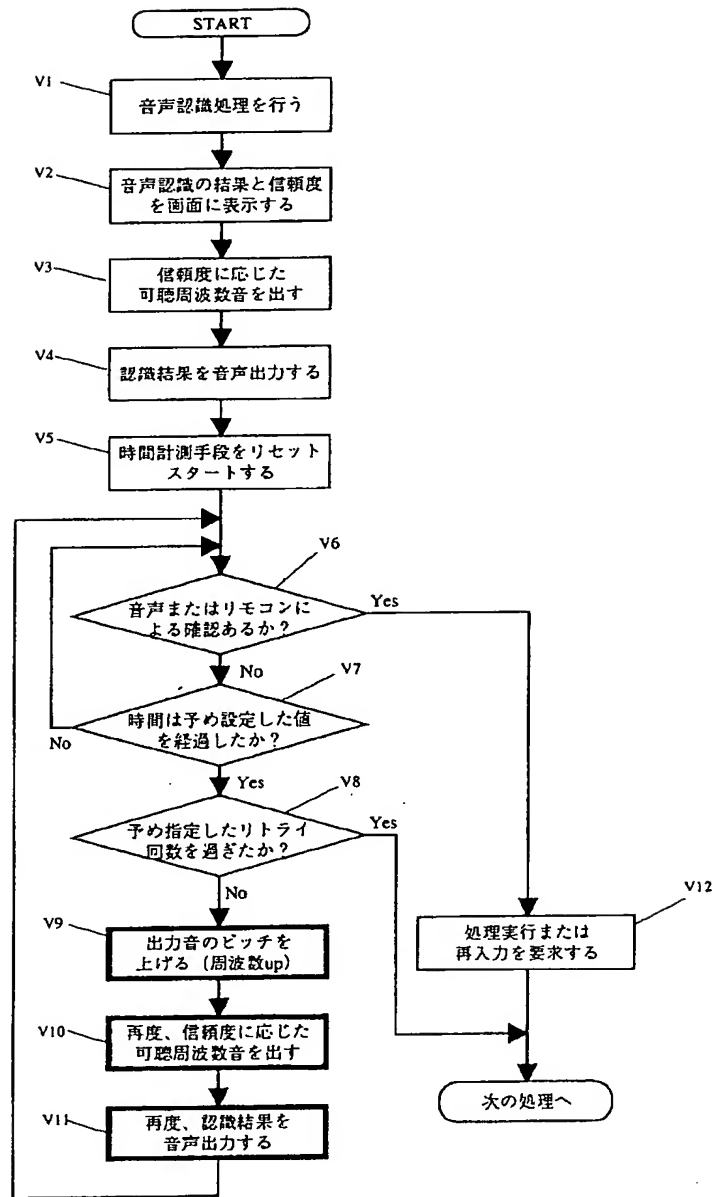 START
V1
音声認識処理を行う
V2
音声認識の結果と信頼度
を画面に表示する
V3
信頼度に応じた
可聴周波数音を出す
V4
認識結果を音声出力する
V5
時間計測手段をリセット
スタートする
V6
音声またはリモコンに
よる確認あるか？
Yes
No
V7
時間は予め設定した値
を経過したか？
No
Yes
V8
予め指定したリトライ
回数を過ぎたか？
Yes
No
V9
出力音のピッチを
上げる（周波数up）
V10
再度、信頼度に応じた
可聴周波数音を出す
V11
再度、認識結果を
音声出力する
V12
処理実行または
再入力を要求する
次の処理へ